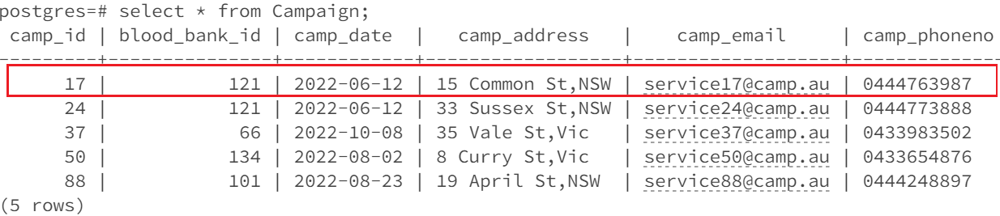 postgres=# select * from Campaign;
camp_id | blood_bank_id | camp_date | camp_address | camp_email | camp_phoneno
---------+---------------+------------+------------------+-------------------+--------------
17 | 121 | 2022-06-12 | 15 Common St,NSW | service17@camp.au | 0444763987
24 | 121 | 2022-06-12 | 33 Sussex St,NSW | service24@camp.au | 0444773888
37 | 66 | 2022-10-08 | 35 Vale St,Vic | service37@camp.au | 0433983502
50 | 134 | 2022-08-02 | 8 Curry St,Vic | service50@camp.au | 0433654876
88 | 101 | 2022-08-23 | 19 April St,NSW | service88@camp.au | 0444248897
(5 rows)